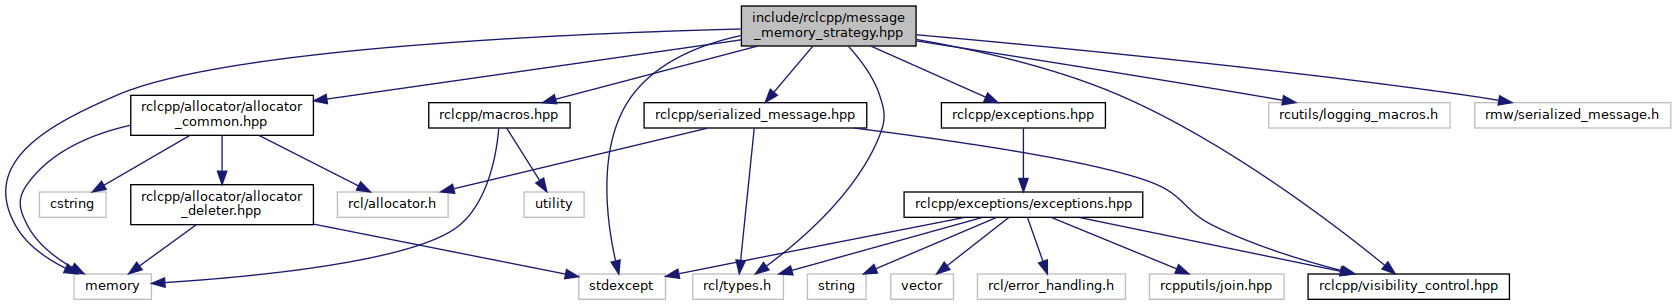 include/rclcpp/message
_memory_strategy.hpp
rclcpp/allocator/allocator
_common.hpp
rclcpp/macros.hpp
rclcpp/serialized_message.hpp
rclcpp/exceptions.hpp
rcutils/logging_macros.h
rmw/serialized_message.h
cstring
rclcpp/allocator/allocator
_deleter.hpp
rcl/allocator.h
utility
rclcpp/exceptions/exceptions.hpp
memory
stdexcept
rcl/types.h
string
vector
rcl/error_handling.h
rcpputils/join.hpp
rclcpp/visibility_control.hpp